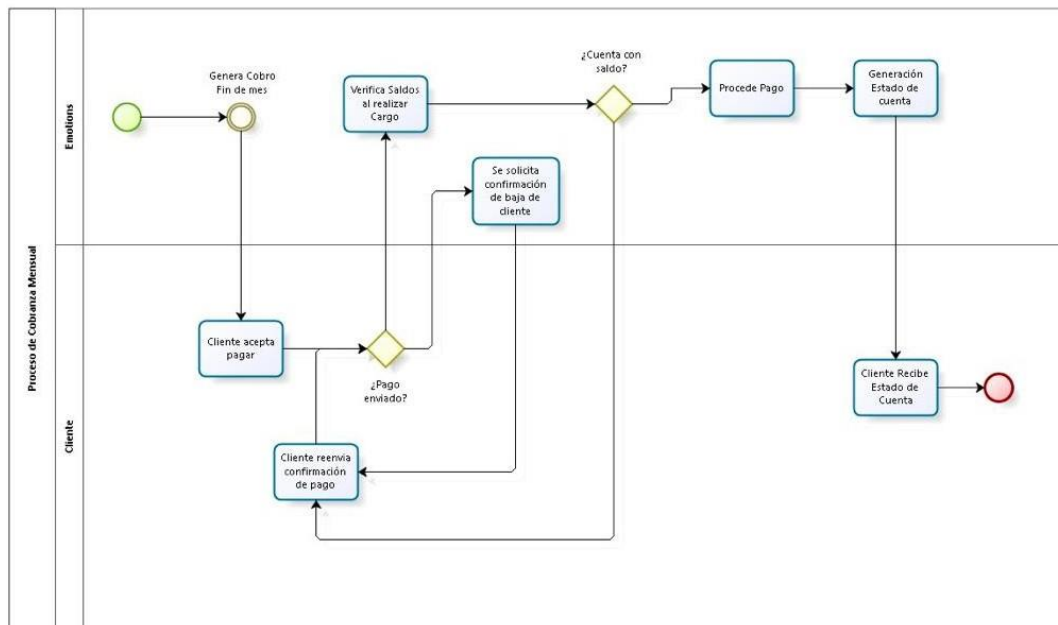 Proceso de Cobranza Mensual
Emotions
Genera Cobro
Fin de mes
Verifica Saldos
al realizar
Cargo
¿Cuenta con
saldo?
Procede Pago
Generación
Estado de
cuenta
Se solicita
confirmación
de baja de
cliente
Cliente
Cliente acepta
pagar
¿Pago
enviado?
Cliente reenvia
confirmación
de pago
Cliente Recibe
Estado de
Cuenta